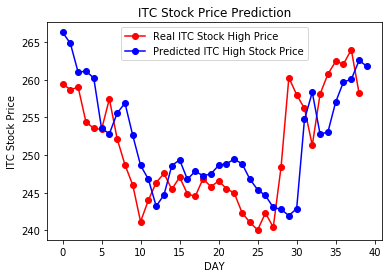 ITC Stock Price Prediction
Real ITC Stock High Price
Predicted ITC High Stock Price
ITC Stock Price
265
260
255
250
245
240
0 5 10 15 20 25 30 35 40
DAY